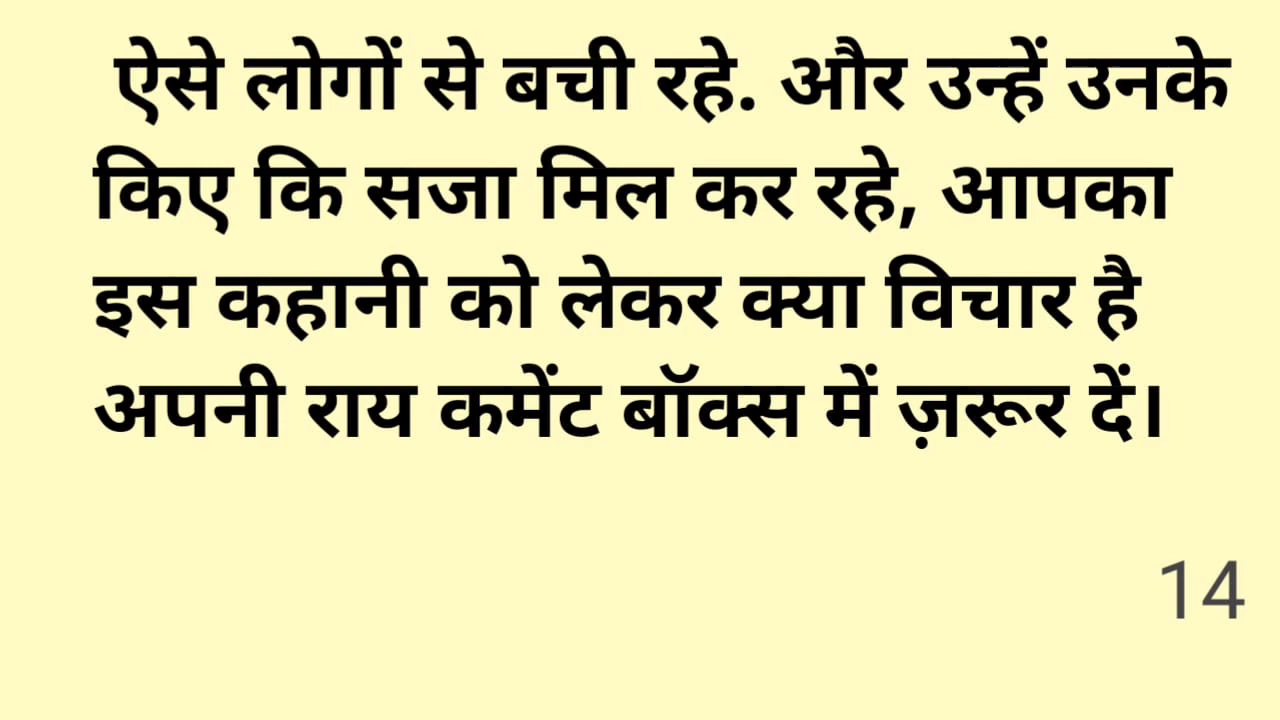 ऐसे लोगों से बची रहे. और उन्हें उनके
किए कि सजा मिल कर रहे, आपका
इस कहानी को लेकर क्या विचार है
अपनी राय कमेंट बॉक्स में ज़रूर दें।
14